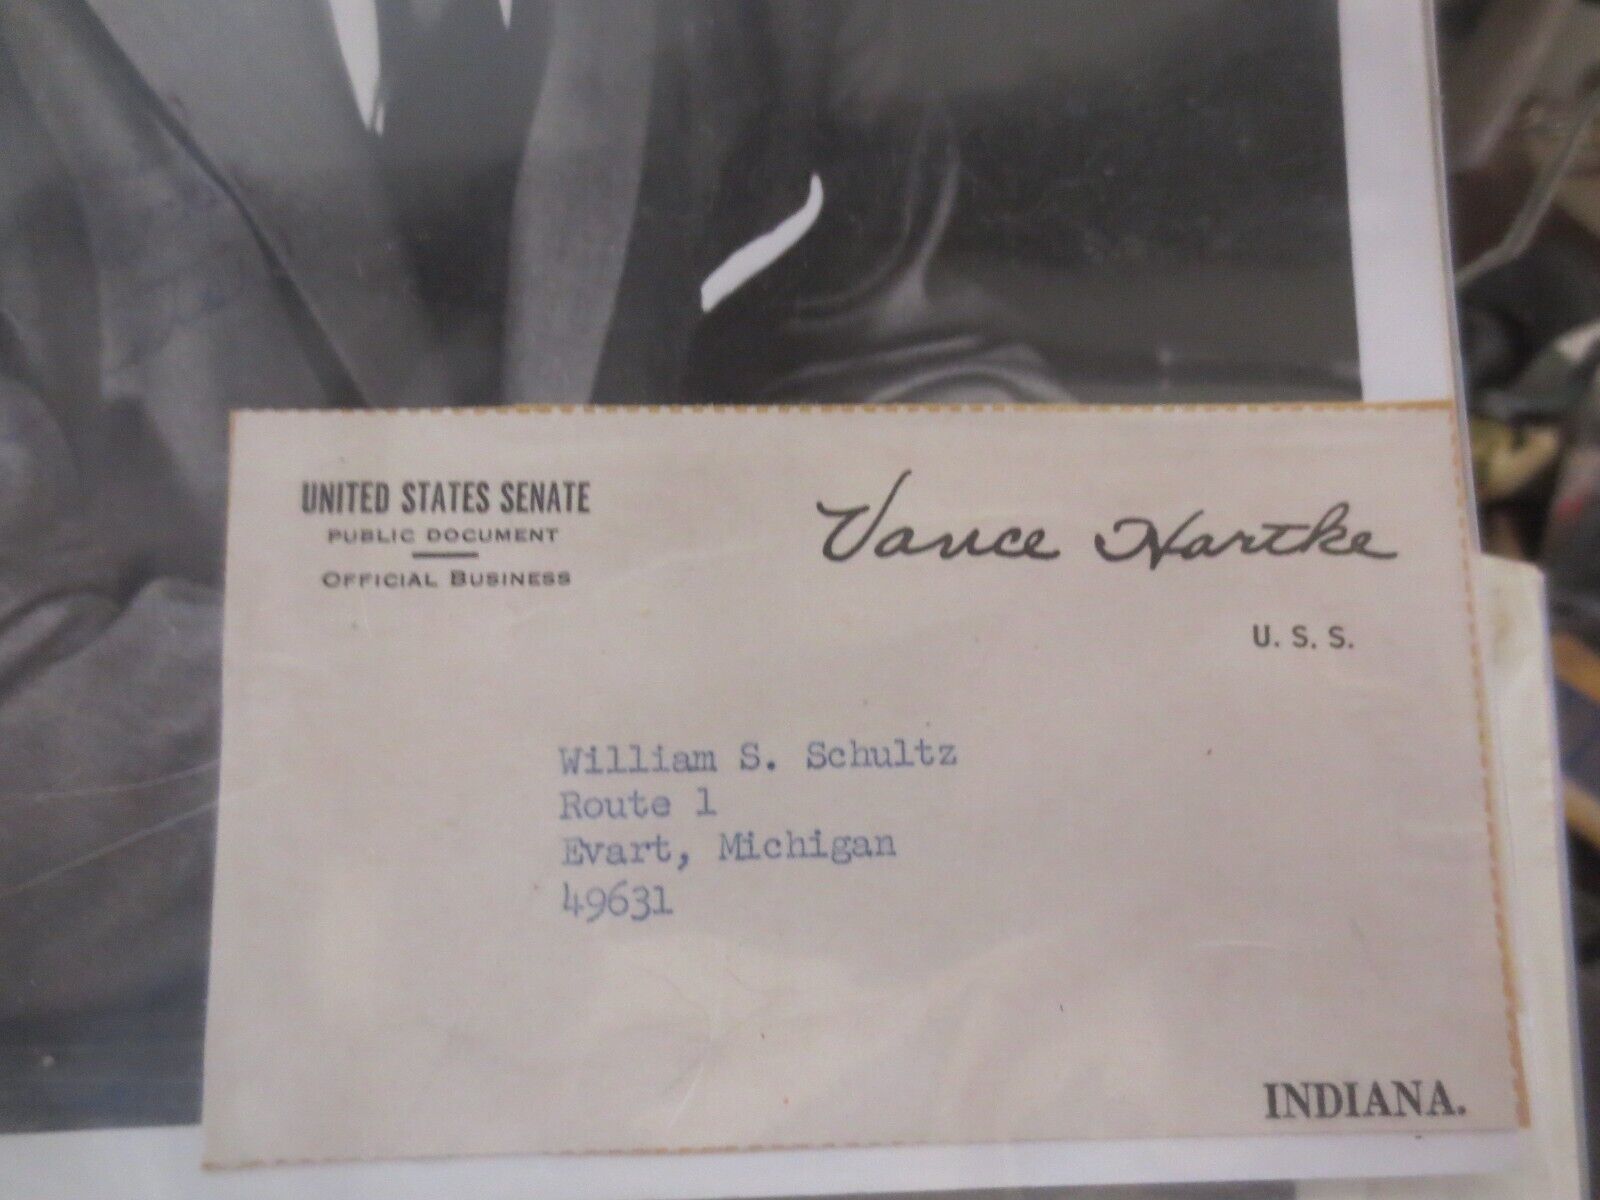 UNITED STATES SENATE
PUBLIC DOCUMENT
OFFICIAL BUSINESS
Vance Hartke
U. S. S.
William S. Schultz
Route 1
Evart, Michigan
49631
INDIANA.